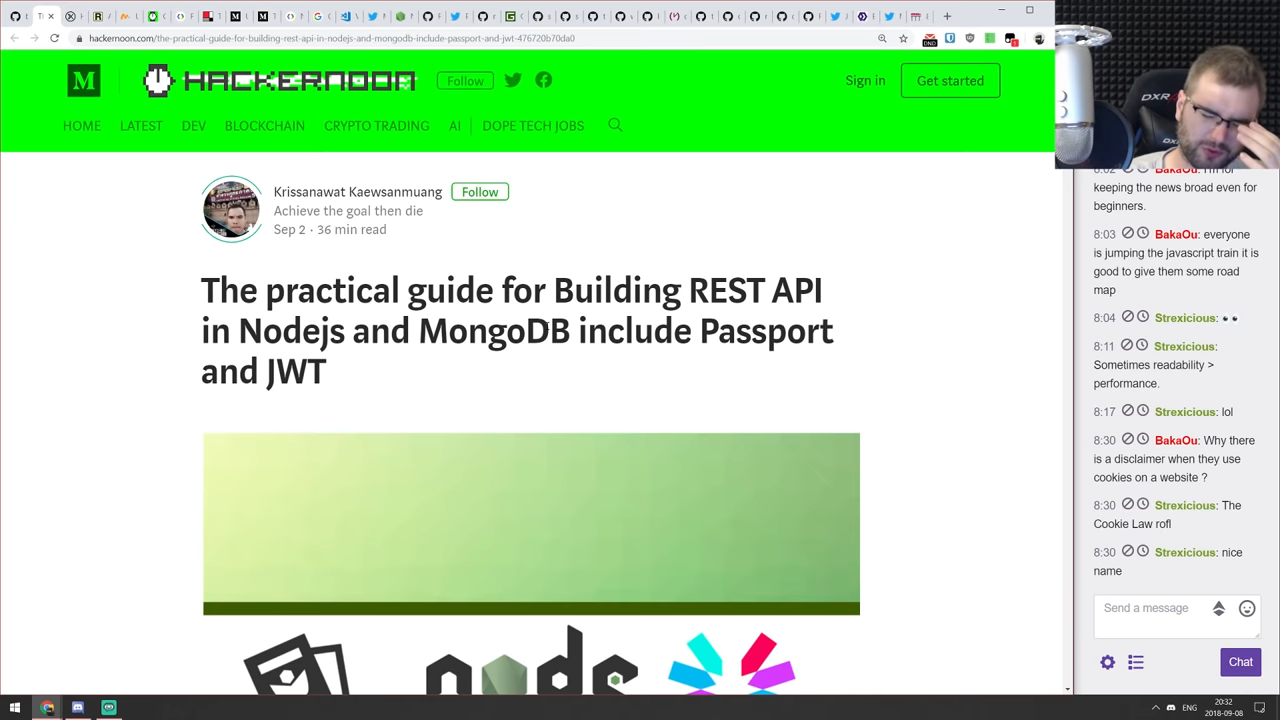 hackernoon.com/the-practical-guide-for-building-rest-api-in-nodejs-and-mongodb-include-passport-and-jwt-476720b70da0
M
HACKERNOON
Follow
Sign in
Get started
HOME
LATEST
DEV
BLOCKCHAIN
CRYPTO TRADING
AI
DOPE TECH JOBS
Krissanawat Kaewsanmuang
Follow
Achieve the goal then die
Sep 2 · 36 min read
The practical guide for Building REST API
in Nodejs and MongoDB include Passport
and JWT
node
DXR
keeping the news broad even for
beginners.
8:03 BakaOu: everyone
is jumping the javascript train it is
good to give them some road
map
8:04 Strexicious: 👀
8:11 Strexicious:
Sometimes readability >
performance.
8:17 Strexicious: lol
8:30 BakaOu: Why there
is a disclaimer when they use
cookies on a website ?
8:30 Strexicious: The
Cookie Law rofl
8:30 Strexicious: nice
name
Send a message
Chat
ENG
20:32
2018-09-08